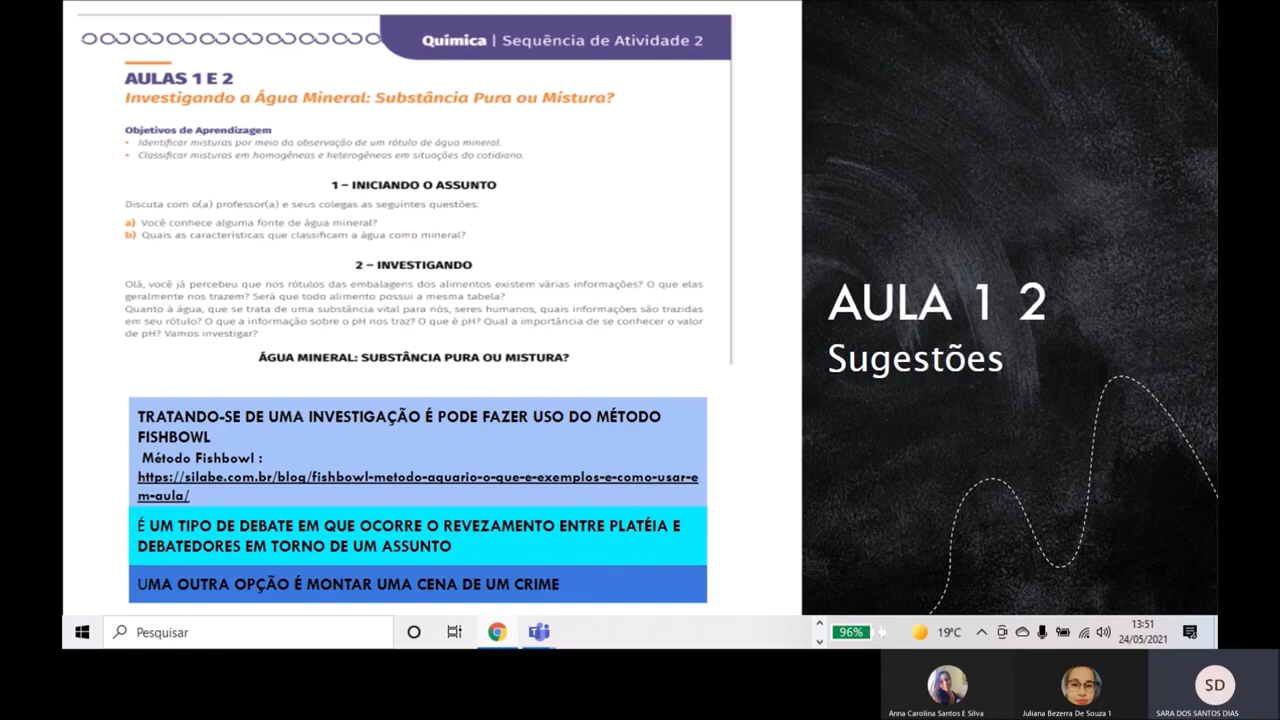 Química | Sequência de Atividade 2
AULAS 1 E 2
Investigando a Água Mineral: Substância Pura ou Mistura?
Objetivos de Aprendizagem
• Identificar misturas por meio da observação de um rótulo de água mineral.
• Classificar misturas em homogêneas e heterogêneas em situações do cotidiano.
1 – INICIANDO O ASSUNTO
Discuta com o(a) professor(a) e seus colegas as seguintes questões:
a) Você conhece alguma fonte de água mineral?
b) Quais as características que classificam a água como mineral?
2 – INVESTIGANDO
Olá, você já percebeu que nos rótulos das embalagens dos alimentos existem várias informações? O que elas
geralmente nos trazem? Será que todo alimento possui a mesma tabela?
Quanto à água, que se trata de uma substância vital para nós, seres humanos, quais informações são trazidas
em seu rótulo? O que a informação sobre o pH nos traz? O que é pH? Qual a importância de se conhecer o valor
de pH? Vamos investigar?
ÁGUA MINERAL: SUBSTÂNCIA PURA OU MISTURA?
TRATANDO-SE DE UMA INVESTIGAÇÃO É PODE FAZER USO DO MÉTODO
FISHBOWL
Método Fishbowl :
https://silabe.com.br/blog/fishbowl-metodo-aquario-o-que-e-exemplos-e-como-usar-e
m-aula/
É UM TIPO DE DEBATE EM QUE OCORRE O REVEZAMENTO ENTRE PLATÉIA E
DEBATEDORES EM TORNO DE UM ASSUNTO
UMA OUTRA OPÇÃO É MONTAR UMA CENA DE UM CRIME
AULA 1 2
Sugestões
Pesquisar
96%
19°C
13:51
24/05/2021
SD
Anna Carolina Santos E Silva
Juliana Bezerra De Souza 1
SARA DOS SANTOS DIAS